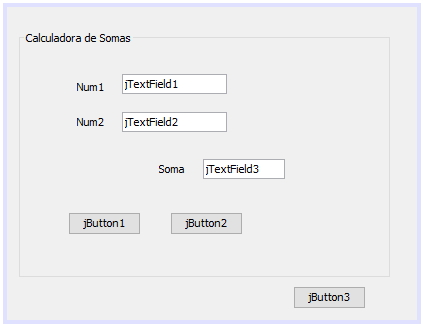 Calculadora de Somas
Num1 jTextField1
Num2 jTextField2
Soma jTextField3
jButton1 jButton2
jButton3